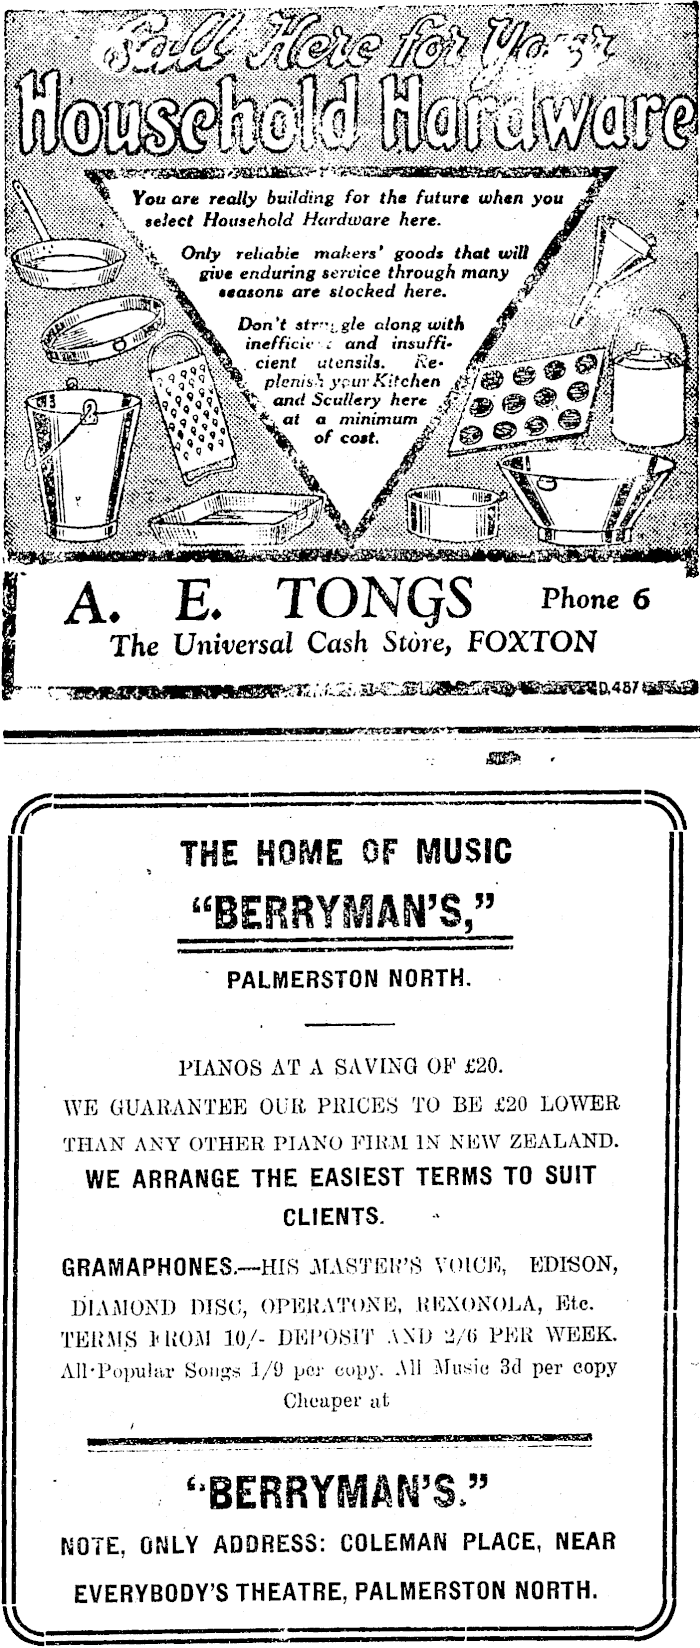 Call Here for Your
Household Hardware
You are really building for the future when you
select Household Hardware here.
Only reliable makers' goods that will
give enduring service through many
seasons are stocked here.
Don't struggle along with
inefficient and insuffi-
cient utensils. Re-
plenish your Kitchen
and Scullery here
at a minimum
of cost.
A. E. TONGS Phone 6
The Universal Cash Store, FOXTON
D.487
THE HOME OF MUSIC
"BERRYMAN'S,"
PALMERSTON NORTH.
PIANOS AT A SAVING OF £20.
WE GUARANTEE OUR PRICES TO BE £20 LOWER
THAN ANY OTHER PIANO FIRM IN NEW ZEALAND.
WE ARRANGE THE EASIEST TERMS TO SUIT
CLIENTS.
GRAMAPHONES.—HIS MASTER'S VOICE, EDISON,
DIAMOND DISC, OPERATONE, REXONOLA, Etc.
TERMS FROM 10/- DEPOSIT AND 2/6 PER WEEK.
All Popular Songs 1/9 per copy. All Music 3d per copy
Cheaper at
"BERRYMAN'S."
NOTE, ONLY ADDRESS: COLEMAN PLACE, NEAR
EVERYBODY'S THEATRE, PALMERSTON NORTH.